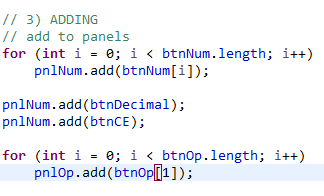 // 3) ADDING
// add to panels
for (int i = 0; i < btnNum.length; i++)
    pnlNum.add(btnNum[i]);

pnlNum.add(btnDecimal);
pnlNum.add(btnCE);

for (int i = 0; i < btnOp.length; i++)
    pnlOp.add(btnOp[1]);